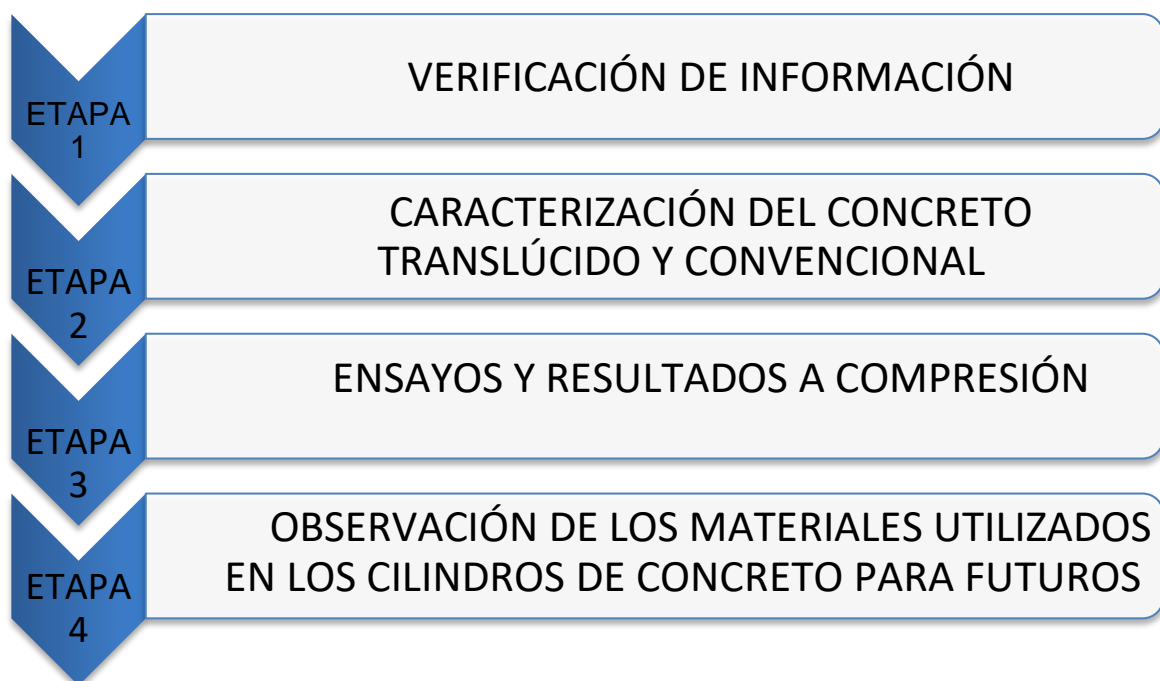 ETAPA
1
VERIFICACIÓN DE INFORMACIÓN
ETAPA
2
CARACTERIZACIÓN DEL CONCRETO
TRANSLÚCIDO Y CONVENCIONAL
ETAPA
3
ENSAYOS Y RESULTADOS A COMPRESIÓN
ETAPA
4
OBSERVACIÓN DE LOS MATERIALES UTILIZADOS
EN LOS CILINDROS DE CONCRETO PARA FUTUROS